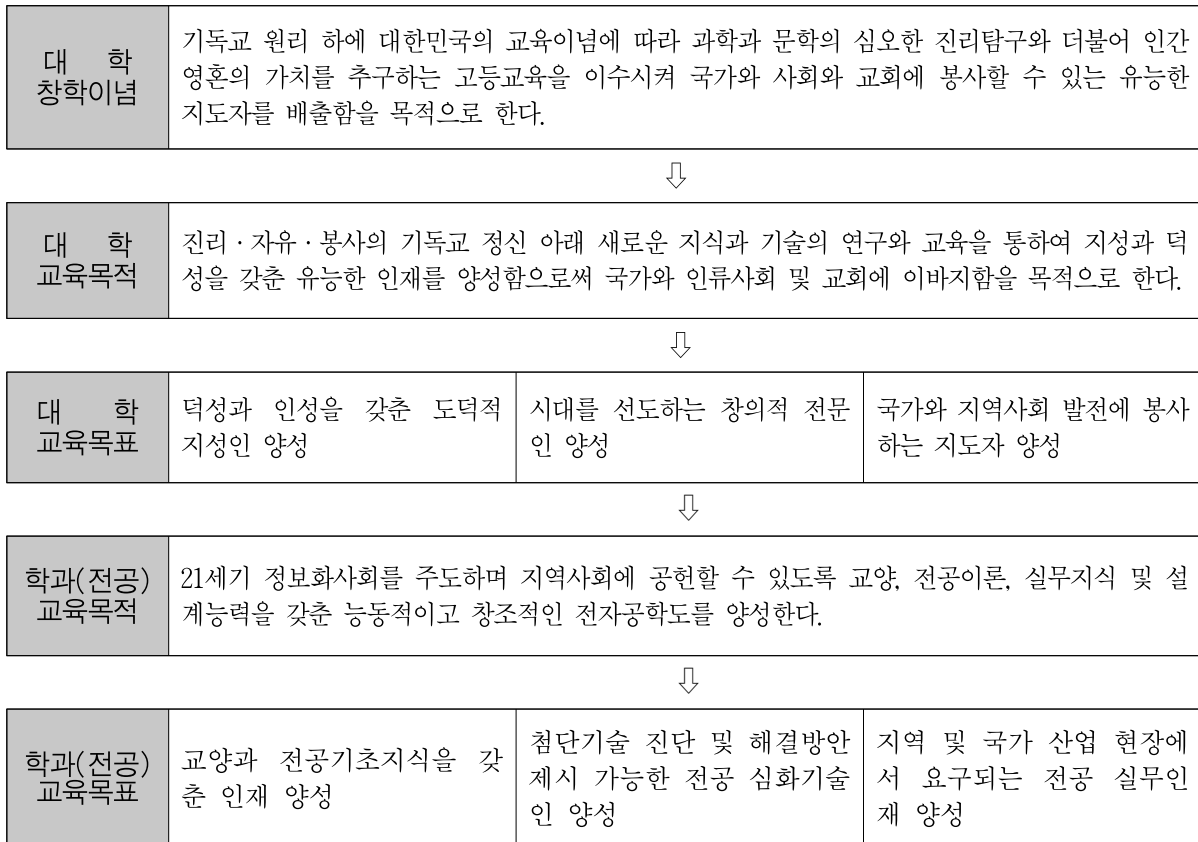 대 학
창학이념
기독교 원리 하에 대한민국의 교육이념에 따라 과학과 문학의 심오한 진리탐구와 더불어 인간
영혼의 가치를 추구하는 고등교육을 이수시켜 국가와 사회와 교회에 봉사할 수 있는 유능한
지도자를 배출함을 목적으로 한다.
⇩
대 학
교육목적
진리 · 자유 · 봉사의 기독교 정신 아래 새로운 지식과 기술의 연구와 교육을 통하여 지성과 덕
성을 갖춘 유능한 인재를 양성함으로써 국가와 인류사회 및 교회에 이바지함을 목적으로 한다.
⇩
대 학
교육목표
덕성과 인성을 갖춘 도덕적
지성인 양성
시대를 선도하는 창의적 전문
인 양성
국가와 지역사회 발전에 봉사
하는 지도자 양성
⇩
학과(전공)
교육목적
21세기 정보화사회를 주도하며 지역사회에 공헌할 수 있도록 교양, 전공이론, 실무지식 및 설
계능력을 갖춘 능동적이고 창조적인 전자공학도를 양성한다.
⇩
학과(전공)
교육목표
교양과 전공기초지식을 갖
춘 인재 양성
첨단기술 진단 및 해결방안
제시 가능한 전공 심화기술
인 양성
지역 및 국가 산업 현장에
서 요구되는 전공 실무인
재 양성